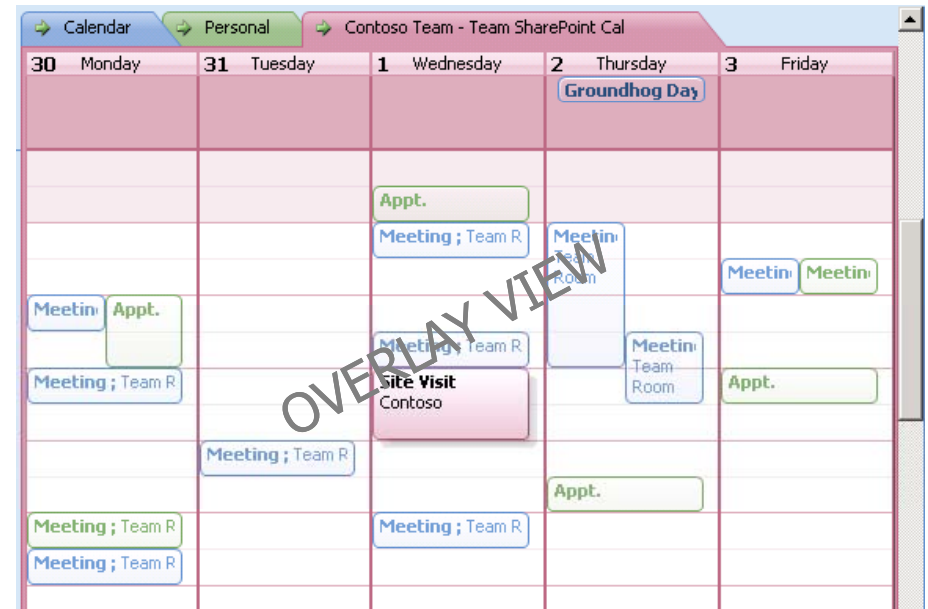 Calendar
Personal
Contoso Team - Team SharePoint Cal
30 Monday
31 Tuesday
1 Wednesday
2 Thursday
3 Friday
Groundhog Day
Appt.
Meeting ; Team R
Meetin
Team
Room
Meetin
Meetin
Meetin
Appt.
Meeting ; Team R
Meetin
Team
Room
OVERLAY VIEW
Meeting ; Team R
Site Visit
Contoso
Appt.
Meeting ; Team R
Appt.
Meeting ; Team R
Meeting ; Team R
Meeting ; Team R